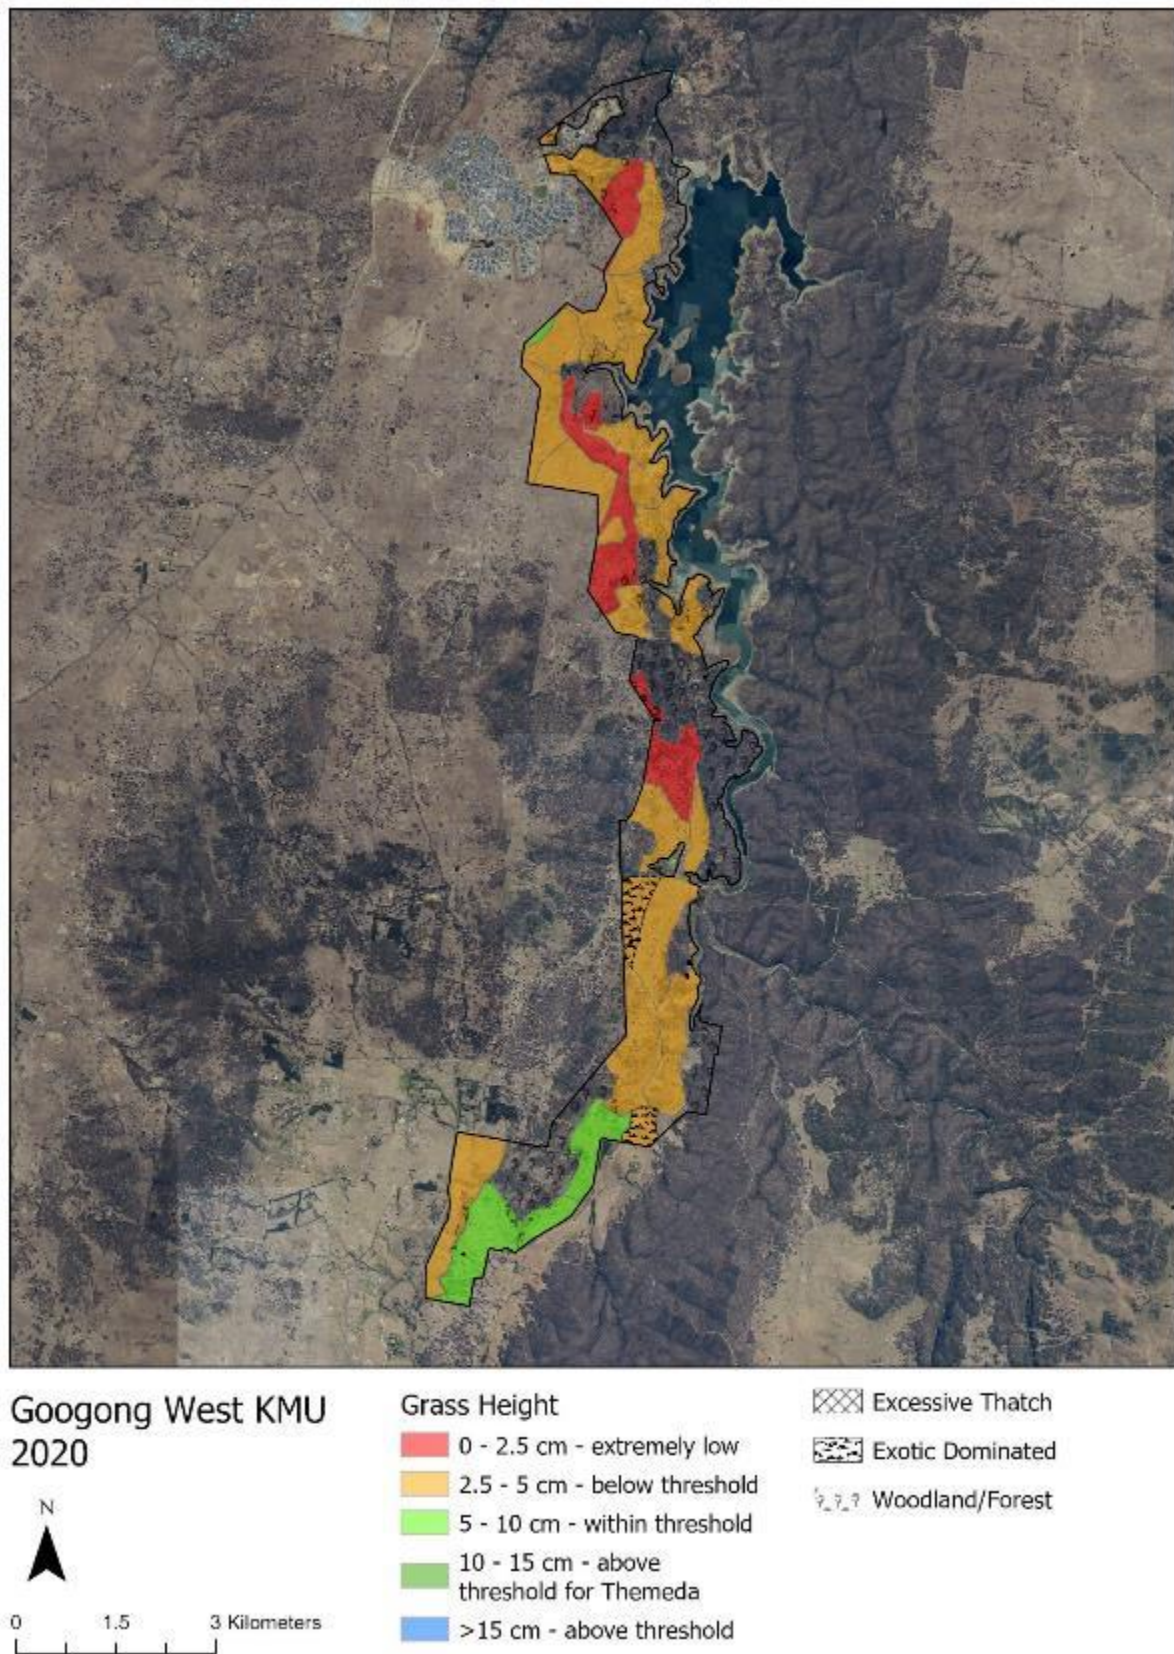 Googong West KMU
2020
N
0 1.5 3 Kilometers
Grass Height
0 - 2.5 cm - extremely low
2.5 - 5 cm - below threshold
5 - 10 cm - within threshold
10 - 15 cm - above
threshold for Themeda
>15 cm - above threshold
Excessive Thatch
Exotic Dominated
Woodland/Forest